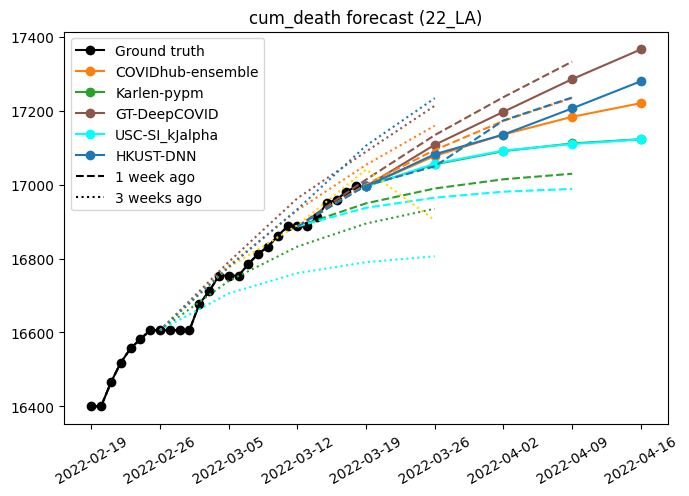 cum_death forecast (22_LA)
17400
17200
17000
16800
16600
16400
Ground truth
COVIDhub-ensemble
Karlen-pypm
GT-DeepCOVID
USC-SI_kJalpha
HKUST-DNN
1 week ago
3 weeks ago
2022-02-19
2022-02-26
2022-03-05
2022-03-12
2022-03-19
2022-03-26
2022-04-02
2022-04-09
2022-04-16